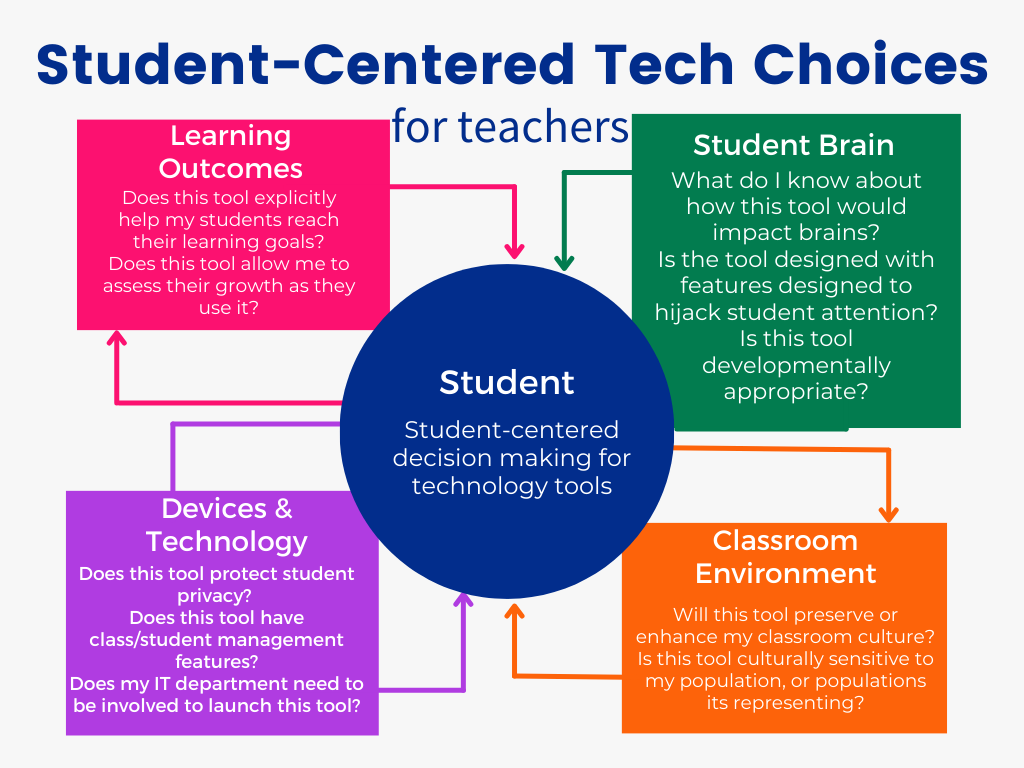 Student-Centered Tech Choices
for teachers
Learning
Outcomes
Does this tool explicitly
help my students reach
their learning goals?
Does this tool allow me to
assess their growth as they
use it?
Student Brain
What do I know about
how this tool would
impact brains?
Is the tool designed with
features designed to
hijack student attention?
Is this tool
developmentally
appropriate?
Student
Student-centered
decision making for
technology tools
Devices &
Technology
Does this tool protect student
privacy?
Does this tool have
class/student management
features?
Does my IT department need to
be involved to launch this tool?
Classroom
Environment
Will this tool preserve or
enhance my classroom culture?
Is this tool culturally sensitive to
my population, or populations
its representing?